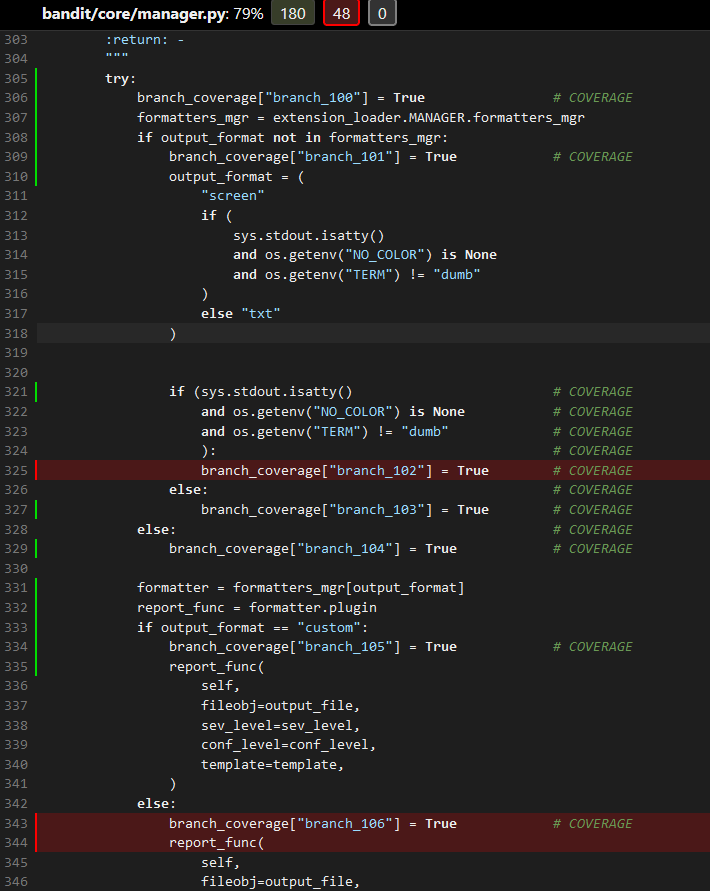 bandit/core/manager.py: 79% 180 48 0
303 :return: -
304 """
305 try:
306 branch_coverage["branch_100"] = True # COVERAGE
307 formatters_mgr = extension_loader.MANAGER.formatters_mgr
308 if output_format not in formatters_mgr:
309 branch_coverage["branch_101"] = True # COVERAGE
310 output_format = (
311 "screen"
312 if (
313 sys.stdout.isatty()
314 and os.getenv("NO_COLOR") is None
315 and os.getenv("TERM") != "dumb"
316 )
317 else "txt"
318 )
319
320
321 if (sys.stdout.isatty() # COVERAGE
322 and os.getenv("NO_COLOR") is None # COVERAGE
323 and os.getenv("TERM") != "dumb" # COVERAGE
324 ): # COVERAGE
325 branch_coverage["branch_102"] = True # COVERAGE
326 else: # COVERAGE
327 branch_coverage["branch_103"] = True # COVERAGE
328 else: # COVERAGE
329 branch_coverage["branch_104"] = True # COVERAGE
330
331 formatter = formatters_mgr[output_format]
332 report_func = formatter.plugin
333 if output_format == "custom":
334 branch_coverage["branch_105"] = True # COVERAGE
335 report_func(
336 self,
337 fileobj=output_file,
338 sev_level=sev_level,
339 conf_level=conf_level,
340 template=template,
341 )
342 else:
343 branch_coverage["branch_106"] = True # COVERAGE
344 report_func(
345 self,
346 fileobj=output_file,